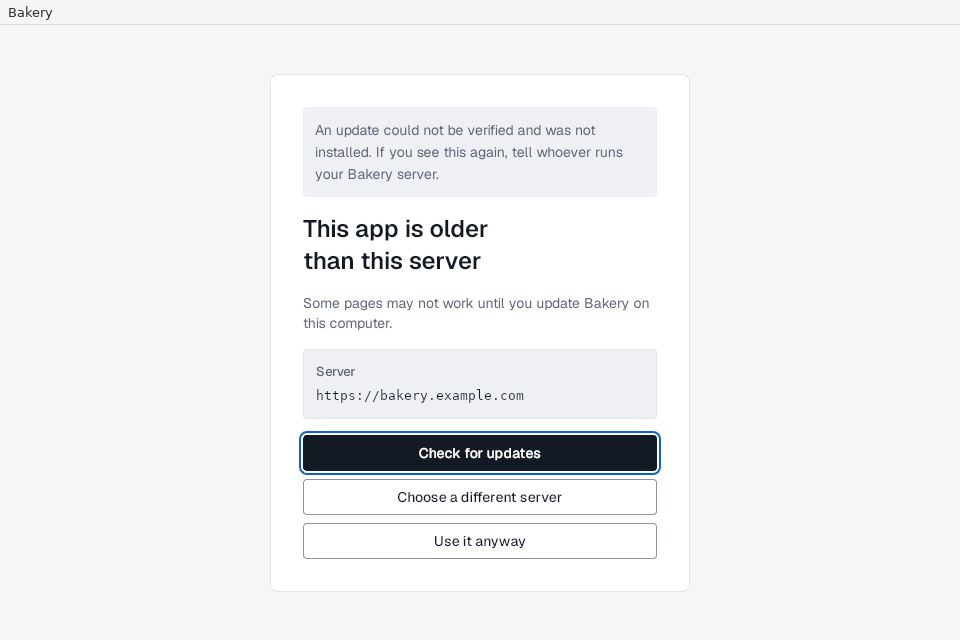 Bakery
An update could not be verified and was not
installed. If you see this again, tell whoever runs
your Bakery server.
This app is older
than this server
Some pages may not work until you update Bakery on
this computer.
Server
https://bakery.example.com
Check for updates
Choose a different server
Use it anyway